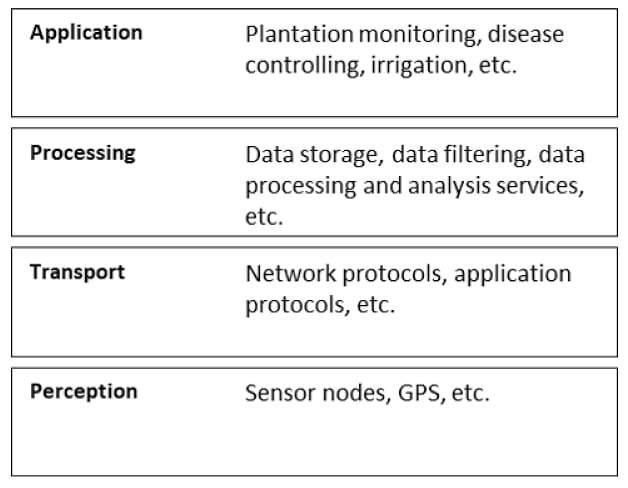 Application
Plantation monitoring, disease
controlling, irrigation, etc.
Processing
Data storage, data filtering, data
processing and analysis services,
etc.
Transport
Network protocols, application
protocols, etc.
Perception
Sensor nodes, GPS, etc.